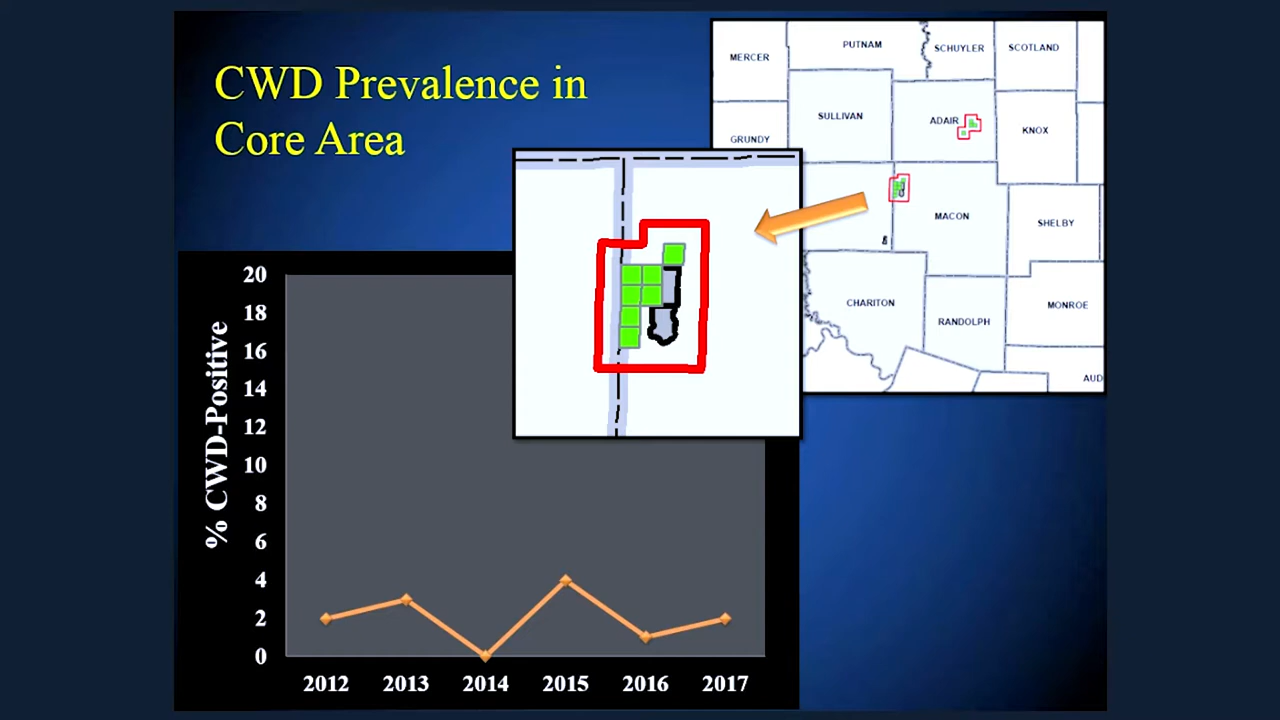 CWD Prevalence in
Core Area
MERCER
PUTNAM
SCHUYLER
SCOTLAND
SULLIVAN
ADAIR
KNOX
GRUNDY
MACON
SHELBY
CHARITON
RANDOLPH
MONROE
AUD
% CWD-Positive
20
18
16
14
12
10
8
6
4
2
0
2012 2013 2014 2015 2016 2017